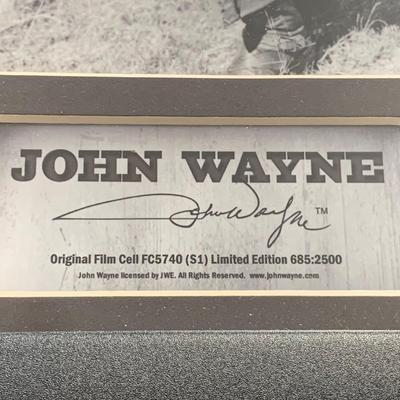 JOHN WAYNE
John Wayne™
Original Film Cell FC5740 (S1) Limited Edition 685:2500
John Wayne licensed by JWE. All Rights Reserved. www.johnwayne.com